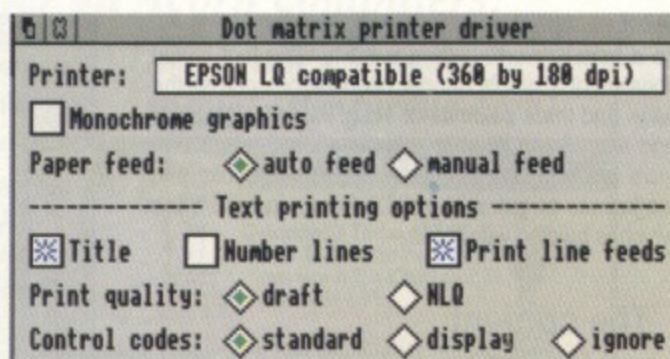 Dot matrix printer driver
Printer: EPSON LQ compatible (360 by 180 dpi)
Monochrome graphics
Paper feed: auto feed manual feed
Text printing options
Title Number lines Print line feeds
Print quality: draft NLQ
Control codes: standard display ignore